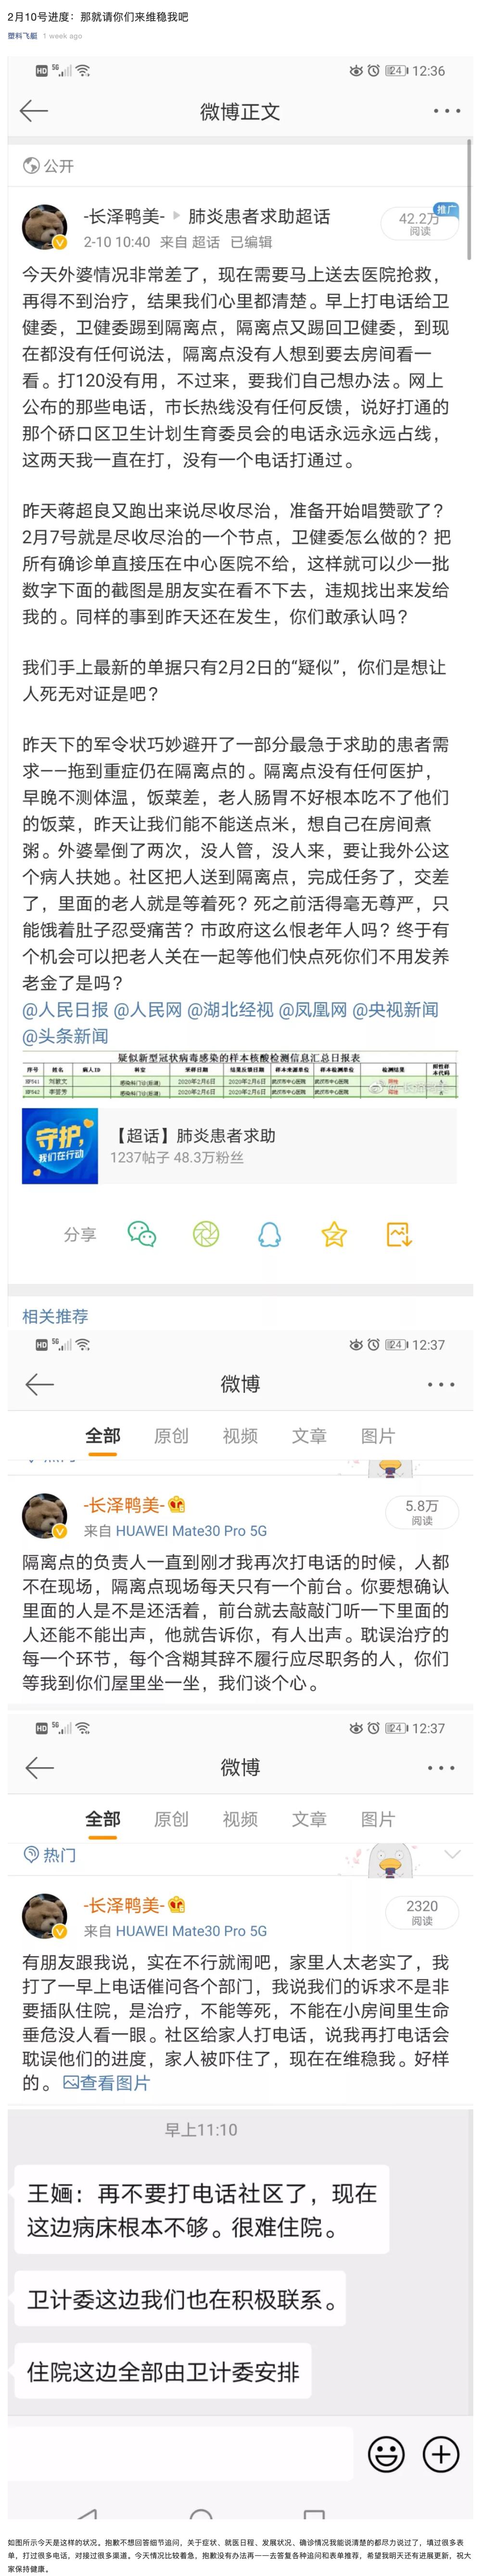 2月10号进度：那就请你们来维稳我吧
塑料飞艇 1 week ago
HD 5G 24 12:36
微博正文
公开
-长泽鸭美- 肺炎患者求助超话
推广
42.2万
阅读
2-10 10:40 来自 超话 已编辑
今天外婆情况非常差了，现在需要马上送去医院抢救，
再得不到治疗，结果我们心里都清楚。早上打电话给卫
健委，卫健委踢到隔离点，隔离点又踢回卫健委，到现
在都没有任何说法，隔离点没有人想到要去房间看一
看。打120没有用，不过来，要我们自己想办法。网上
公布的那些电话，市长热线没有任何反馈，说好打通的
那个硚口区卫生计划生育委员会的电话永远永远占线，
这两天我一直在打，没有一个电话打通过。
昨天蒋超良又跑出来说尽收尽治，准备开始唱赞歌了？
2月7号就是尽收尽治的一个节点，卫健委怎么做的？把
所有确诊单直接压在中心医院不给，这样就可以少一批
数字下面的截图是朋友实在看不下去，违规找出来发给
我的。同样的事到昨天还在发生，你们敢承认吗？
我们手上最新的单据只有2月2日的“疑似”，你们是想让
人死无对证是吧？
昨天下的军令状巧妙避开了一部分最急于求助的患者需
求——拖到重症仍在隔离点的。隔离点没有任何医护，
早晚不测体温，饭菜差，老人肠胃不好根本吃不了他们
的饭菜，昨天让我们能不能送点米，想自己在房间煮
粥。外婆晕倒了两次，没人管，没人来，要让我外公这
个病人扶她。社区把人送到隔离点，完成任务了，交差
了，里面的老人就是等着死？死之前活得毫无尊严，只
能饿着肚子忍受痛苦？市政府这么恨老年人吗？终于有
个机会可以把老人关在一起等他们快点死你们不用发养
老金了是吗？
@人民日报 @人民网 @湖北经视 @凤凰网 @央视新闻
@头条新闻
疑似新型冠状病毒感染的样本核酸检测信息汇总日报表
序号 姓名 病人ID 科室 采样日期 结果反馈日期 样本来源单位 样本检测单位 检测结果
感染科门诊(后湖) 2020年2月6日 2020年2月6日 武汉市中心医院 武汉市中心医院
感染科门诊(后湖) 2020年2月6日 2020年2月6日 武汉市中心医院 武汉市中心医院
守护，
我们在行动
【超话】肺炎患者求助
1237帖子 48.3万粉丝
分享
相关推荐
HD 5G 24 12:37
微博
全部 原创 视频 文章 图片
-长泽鸭美-
5.8万
阅读
来自 HUAWEI Mate30 Pro 5G
隔离点的负责人一直到刚才我再次打电话的时候，人都
不在现场，隔离点现场每天只有一个前台。你要想确认
里面的人是不是还活着，前台就去敲敲门听一下里面的
人还能不能出声，他就告诉你，有人出声。耽误治疗的
每一个环节，每个含糊其辞不履行应尽职务的人，你们
等我到你们屋里坐一坐，我们谈个心。
HD 5G 24 12:37
微博
全部 原创 视频 文章 图片
热门
-长泽鸭美-
2320
阅读
来自 HUAWEI Mate30 Pro 5G
有朋友跟我说，实在不行就闹吧，家里人太老实了，我
打了一早上电话催问各个部门，我说我们的诉求不是非
要插队住院，是治疗，不能等死，不能在小房间里生命
垂危没人看一眼。社区给家人打电话，说我再打电话会
耽误他们的进度，家人被吓住了，现在在维稳我。好样
的。 查看图片
早上11:10
王婳：再不要打电话社区了，现在
这边病床根本不够。很难住院。
卫计委这边我们也在积极联系。
住院这边全部由卫计委安排
如图所示今天是这样的状况。抱歉不想回答细节追问，关于症状、就医日程、发展状况、确诊情况我能说清楚的都尽力说过了，填过很多表
单，打过很多电话，对接过很多渠道。今天情况比较着急，抱歉没有办法再一一去答复各种追问和表单推荐，希望我明天还有进展更新，祝大
家保持健康。